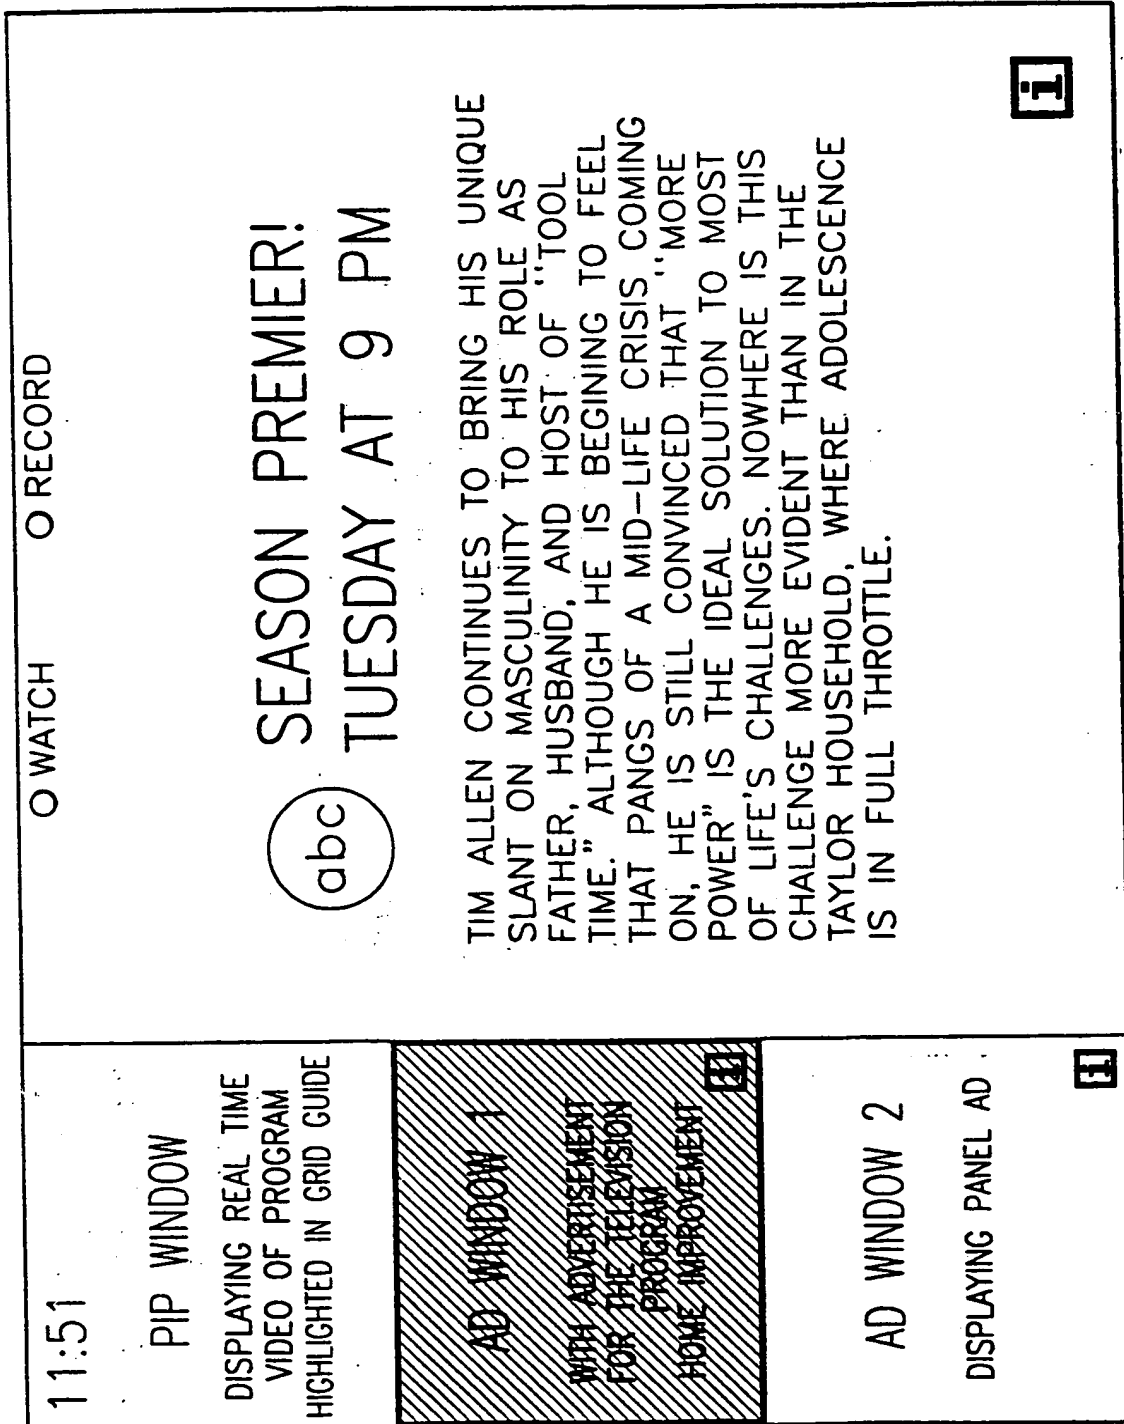 11:51
PIP WINDOW
DISPLAYING REAL TIME
VIDEO OF PROGRAM
HIGHLIGHTED IN GRID GUIDE
AD WINDOW 1
WITH ADVERTISEMENT
FOR THE TELEVISION
PROGRAM
HOME IMPROVEMENT
i
AD WINDOW 2
DISPLAYING PANEL AD
i
O WATCH O RECORD
abc
SEASON PREMIER!
TUESDAY AT 9 PM
TIM ALLEN CONTINUES TO BRING HIS UNIQUE
SLANT ON MASCULINITY TO HIS ROLE AS
FATHER, HUSBAND, AND HOST OF "TOOL
TIME." ALTHOUGH HE IS BEGINING TO FEEL
THAT PANGS OF A MID-LIFE CRISIS COMING
ON, HE IS STILL CONVINCED THAT "MORE
POWER" IS THE IDEAL SOLUTION TO MOST
OF LIFE'S CHALLENGES. NOWHERE IS THIS
CHALLENGE MORE EVIDENT THAN IN THE
TAYLOR HOUSEHOLD, WHERE ADOLESCENCE
IS IN FULL THROTTLE.
i